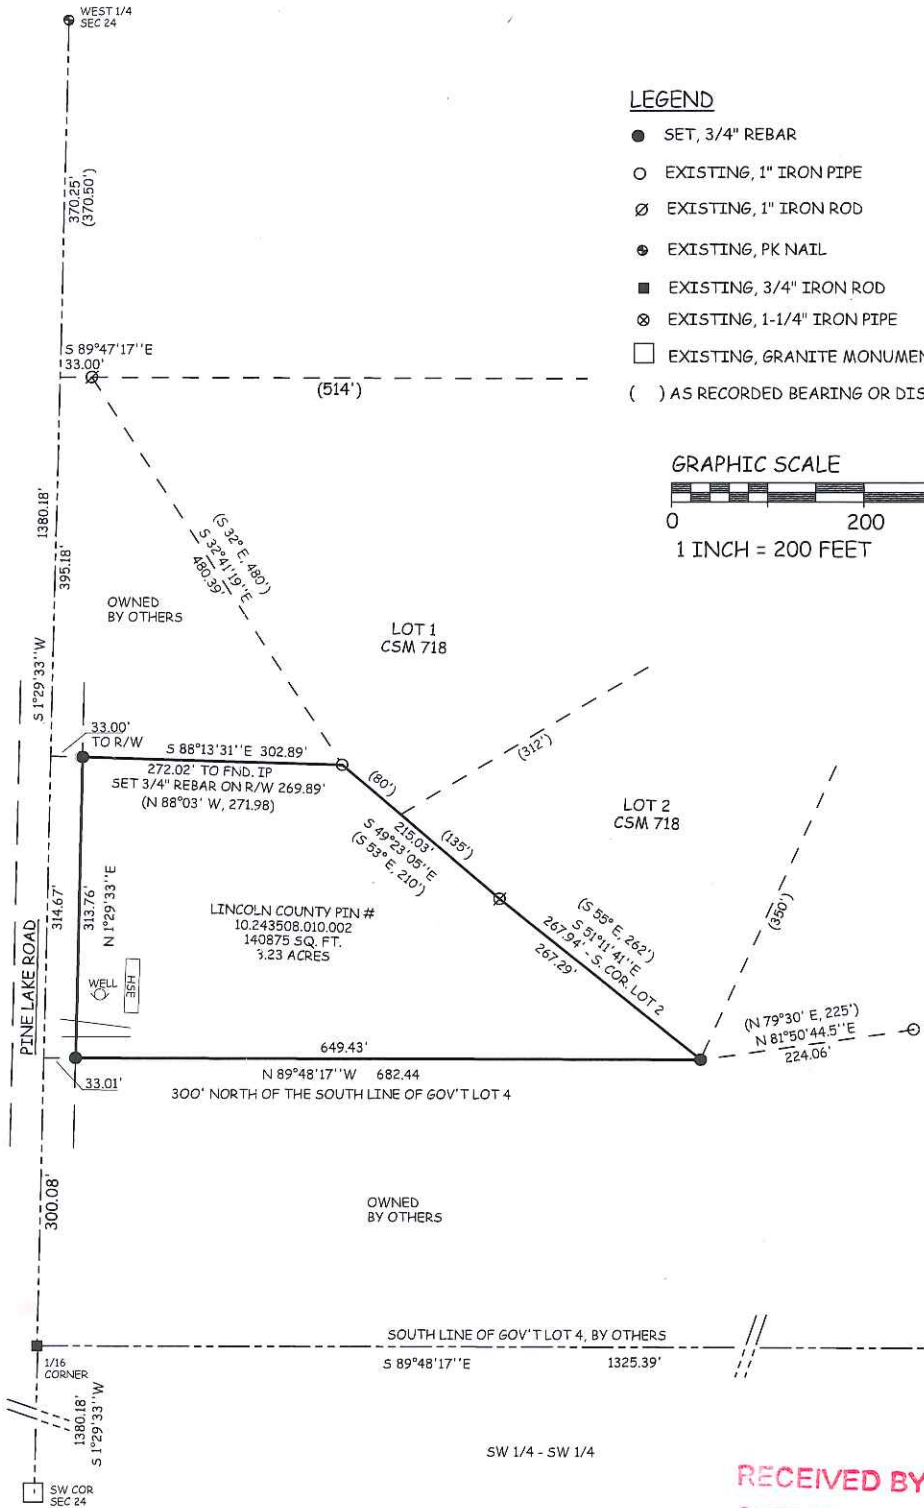 WEST 1/4
SEC 24
370.25'
(370.50')
LEGEND
SET, 3/4" REBAR
EXISTING, 1" IRON PIPE
EXISTING, 1" IRON ROD
EXISTING, PK NAIL
EXISTING, 3/4" IRON ROD
EXISTING, 1-1/4" IRON PIPE
EXISTING, GRANITE MONUMEN
( ) AS RECORDED BEARING OR DIS
GRAPHIC SCALE
0 200
1 INCH = 200 FEET
S 89°47'17''E
33.00'
(514')
(S 32° E, 480')
S 32°41'19''E
480.39'
1380.18'
395.18'
S 1°29'33''W
OWNED
BY OTHERS
LOT 1
CSM 718
33.00'
TO R/W
S 88°13'31''E 302.89'
272.02' TO FND. IP
SET 3/4" REBAR ON R/W 269.89'
(N 88°03' W, 271.98)
(80')
(312')
215.03'
(135')
S 49°23'05''E
(S 53° E, 210')
LOT 2
CSM 718
(350')
314.67'
313.76'
N 1°29'33''E
LINCOLN COUNTY PIN #
10.243508.010.002
140875 SQ. FT.
3.23 ACRES
(S 55° E, 262')
S 51°11'41''E
267.94' - S. COR. LOT 2
267.29'
PINE LAKE ROAD
WELL
HSE
(N 79°30' E, 225')
N 81°50'44.5''E
224.06'
649.43'
N 89°48'17''W 682.44
300' NORTH OF THE SOUTH LINE OF GOV'T LOT 4
33.01'
300.08'
OWNED
BY OTHERS
SOUTH LINE OF GOV'T LOT 4, BY OTHERS
S 89°48'17''E 1325.39'
1/16
CORNER
1380.18'
S 1°29'33''W
SW 1/4 - SW 1/4
SW COR
SEC 24
RECEIVED BY